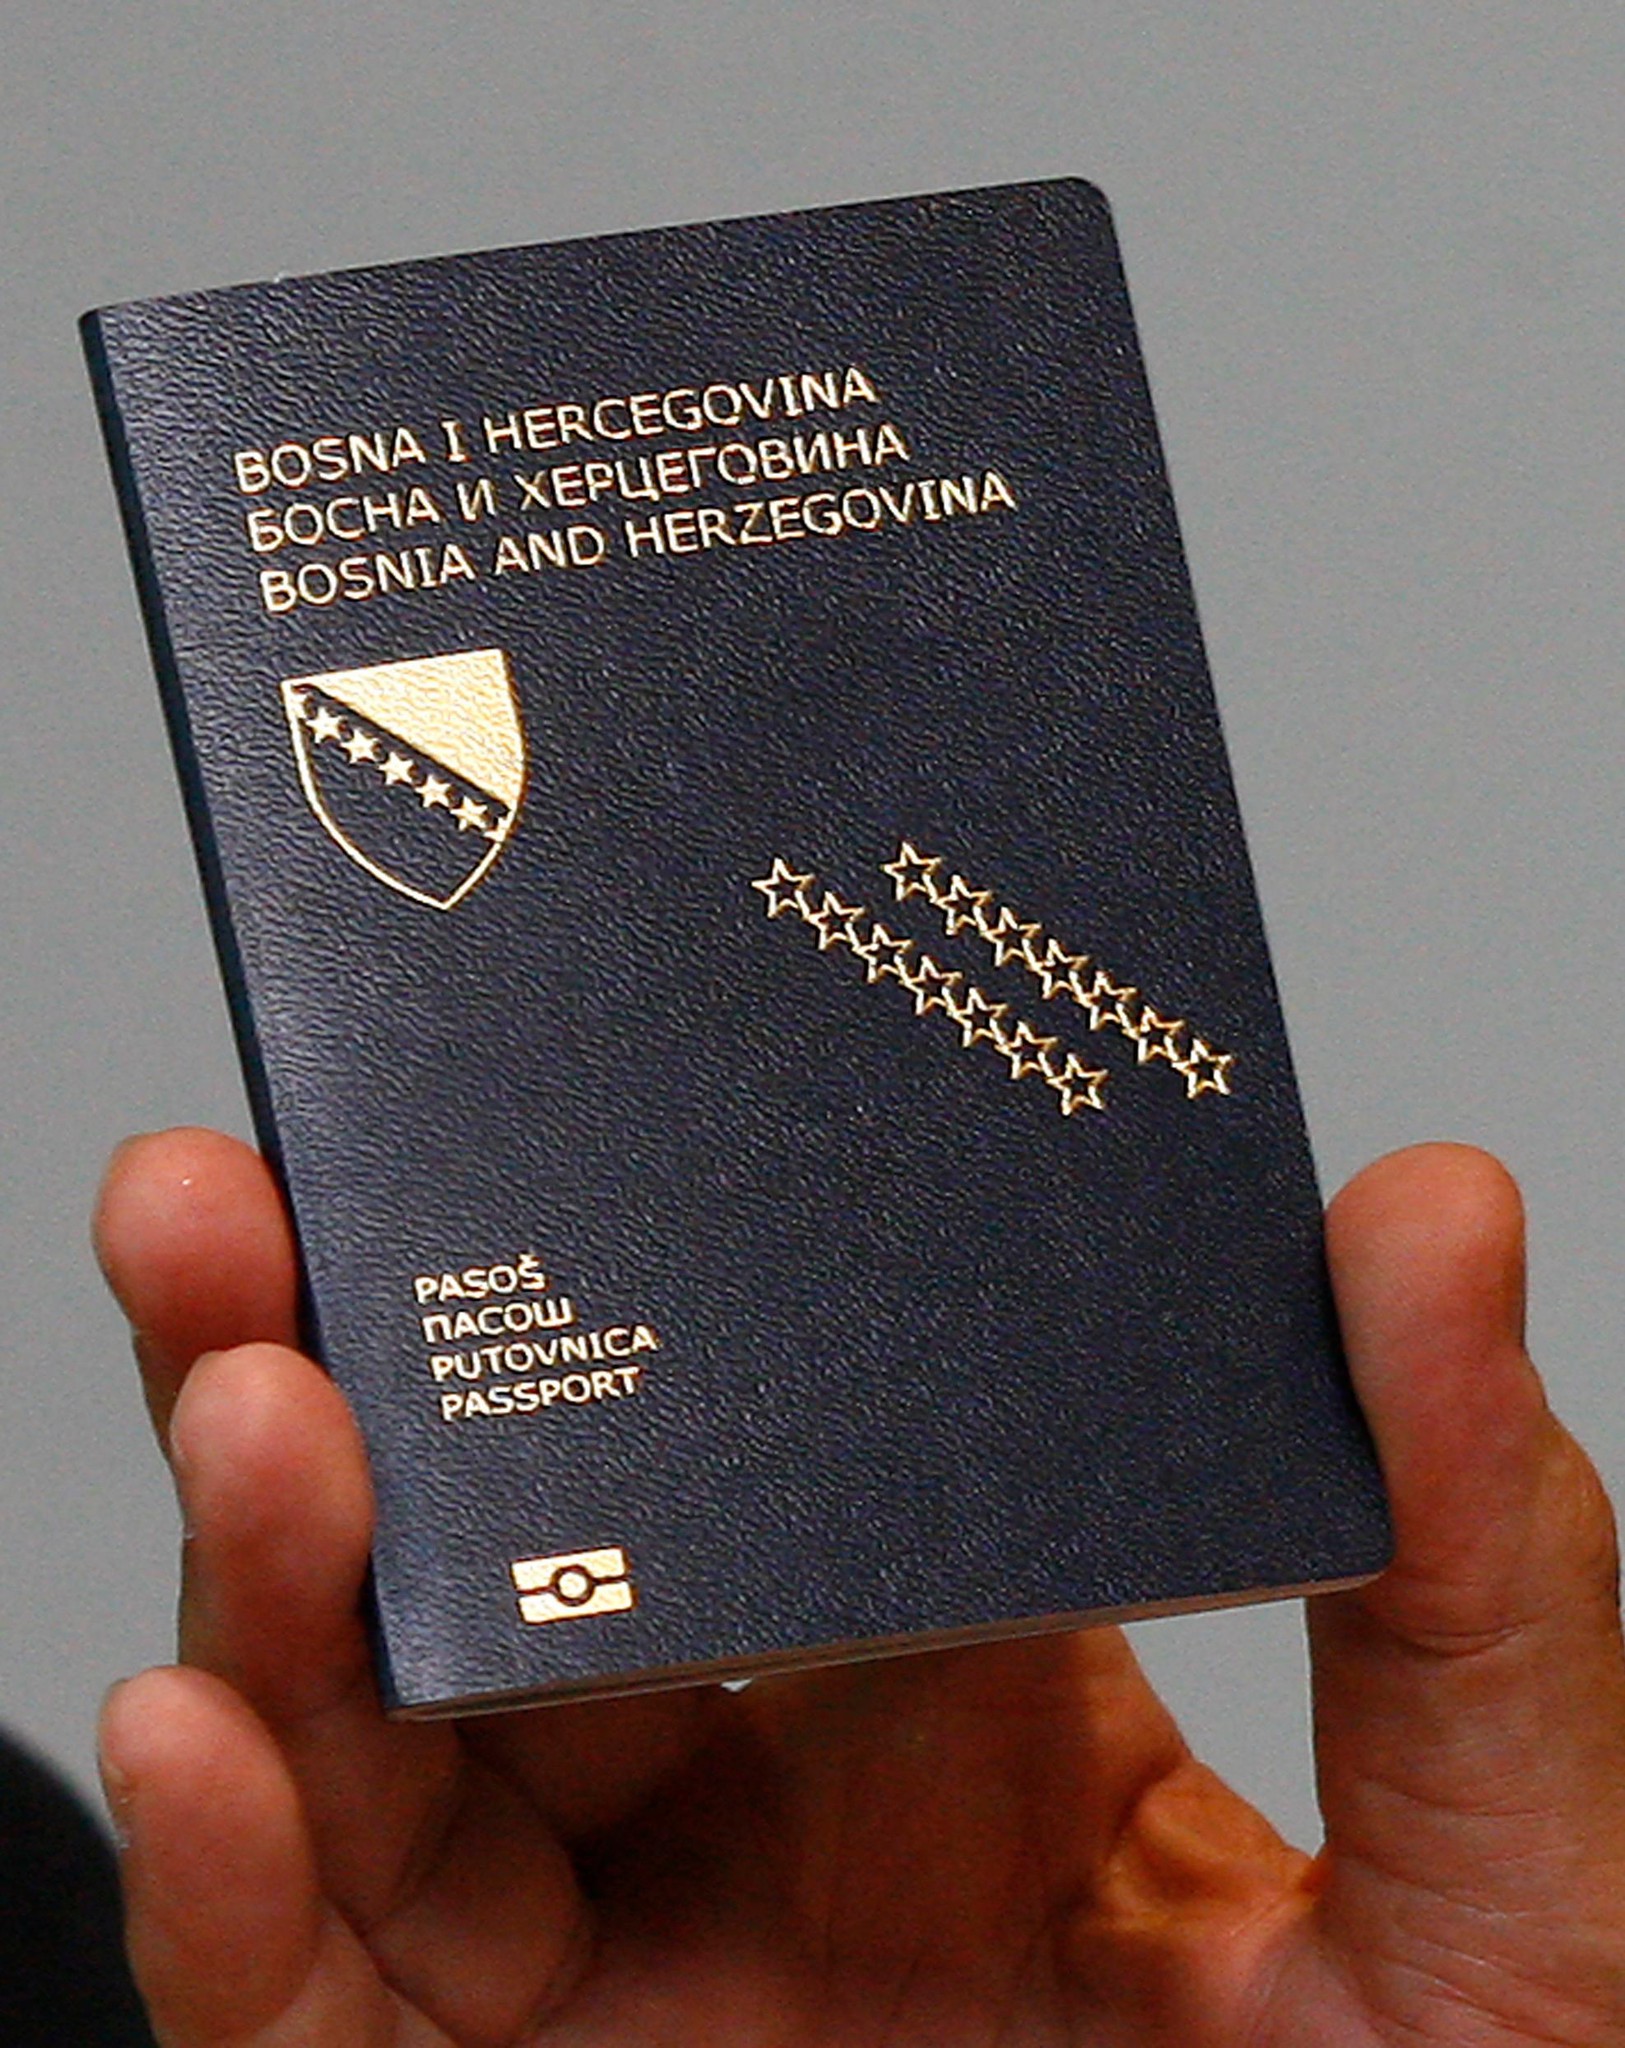 BOSNA I HERCEGOVINA
БОСНА И ХЕРЦЕГОВИНА
BOSNIA AND HERZEGOVINA
PASOŠ
ПАСОШ
PUTOVNICA
PASSPORT